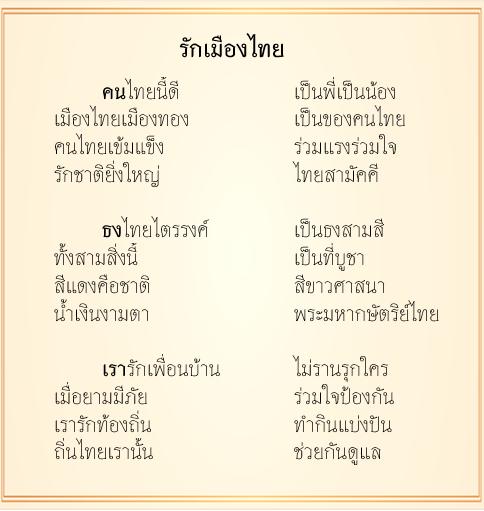 รักเมืองไทย
คนไทยนี้ดี เป็นพี่เป็นน้อง
เมืองไทยเมืองทอง เป็นของคนไทย
คนไทยเข้มแข็ง ร่วมแรงร่วมใจ
รักชาติยิ่งใหญ่ ไทยสามัคคี
ธงไทยไตรรงค์ เป็นธงสามสี
ทั้งสามสิ่งนี้ เป็นที่บูชา
สีแดงคือชาติ สีขาวศาสนา
น้ำเงินงามตา พระมหากษัตริย์ไทย
เรารักเพื่อนบ้าน ไม่รานรุกใคร
เมื่อยามมีภัย ร่วมใจป้องกัน
เรารักท้องถิ่น ทำกินแบ่งปัน
ถิ่นไทยเรานั้น ช่วยกันดูแล